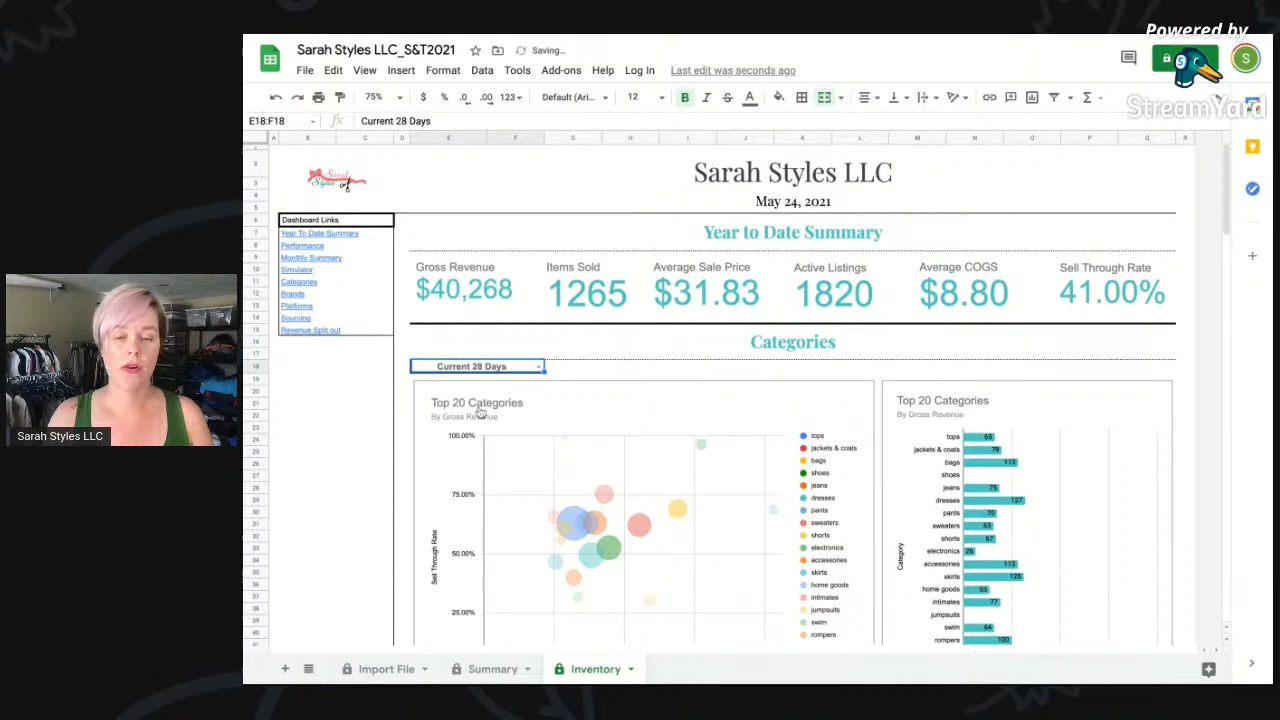 Powered by
StreamYard
Sarah Styles LLC_S&T2021
Saving...
S
File Edit View Insert Format Data Tools Add-ons Help Log In Last edit was seconds ago
75% $ % .0 .00 123 Default (Ari... 12 B I S A
E18:F18 fx Current 28 Days
A B C D E F G H I J K L M N O P Q R
Sarah Styles LLC
May 24, 2021
Dashboard Links
Year To Date Summary
Performance
Monthly Summary
Simulator
Categories
Brands
Platforms
Sourcing
Revenue Split out
Year to Date Summary
Gross Revenue Items Sold Average Sale Price Active Listings Average COGS Sell Through Rate
$40,268 1265 $31.83 1820 $8.80 41.00%
Categories
Current 28 Days
Top 20 Categories
By Gross Revenue
100.00%
75.00%
50.00%
25.00%
Sell Through Rate
tops
jackets & coats
bags
shoes
jeans
dresses
pants
sweaters
shorts
electronics
accessories
skirts
home goods
intimates
jumpsuits
swim
rompers
Top 20 Categories
By Gross Revenue
Category
tops 65
jackets & coats 79
bags 113
shoes
jeans 75
dresses 127
pants 70
sweaters 63
shorts 67
electronics 26
accessories 113
skirts 125
home goods 55
intimates 77
jumpsuits
swim 64
rompers 100
Import File Summary Inventory
Sarah Styles LLC